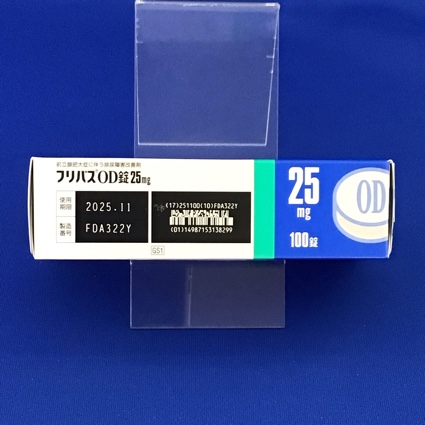 前立腺肥大症に伴う排尿障害改善剤
フリバスOD錠25mg
使用
期限
2025.11
製造
番号
FDA322Y
(17)251100(10)FDA322Y
(01)14987153138299
GS1
25
mg
100錠
OD